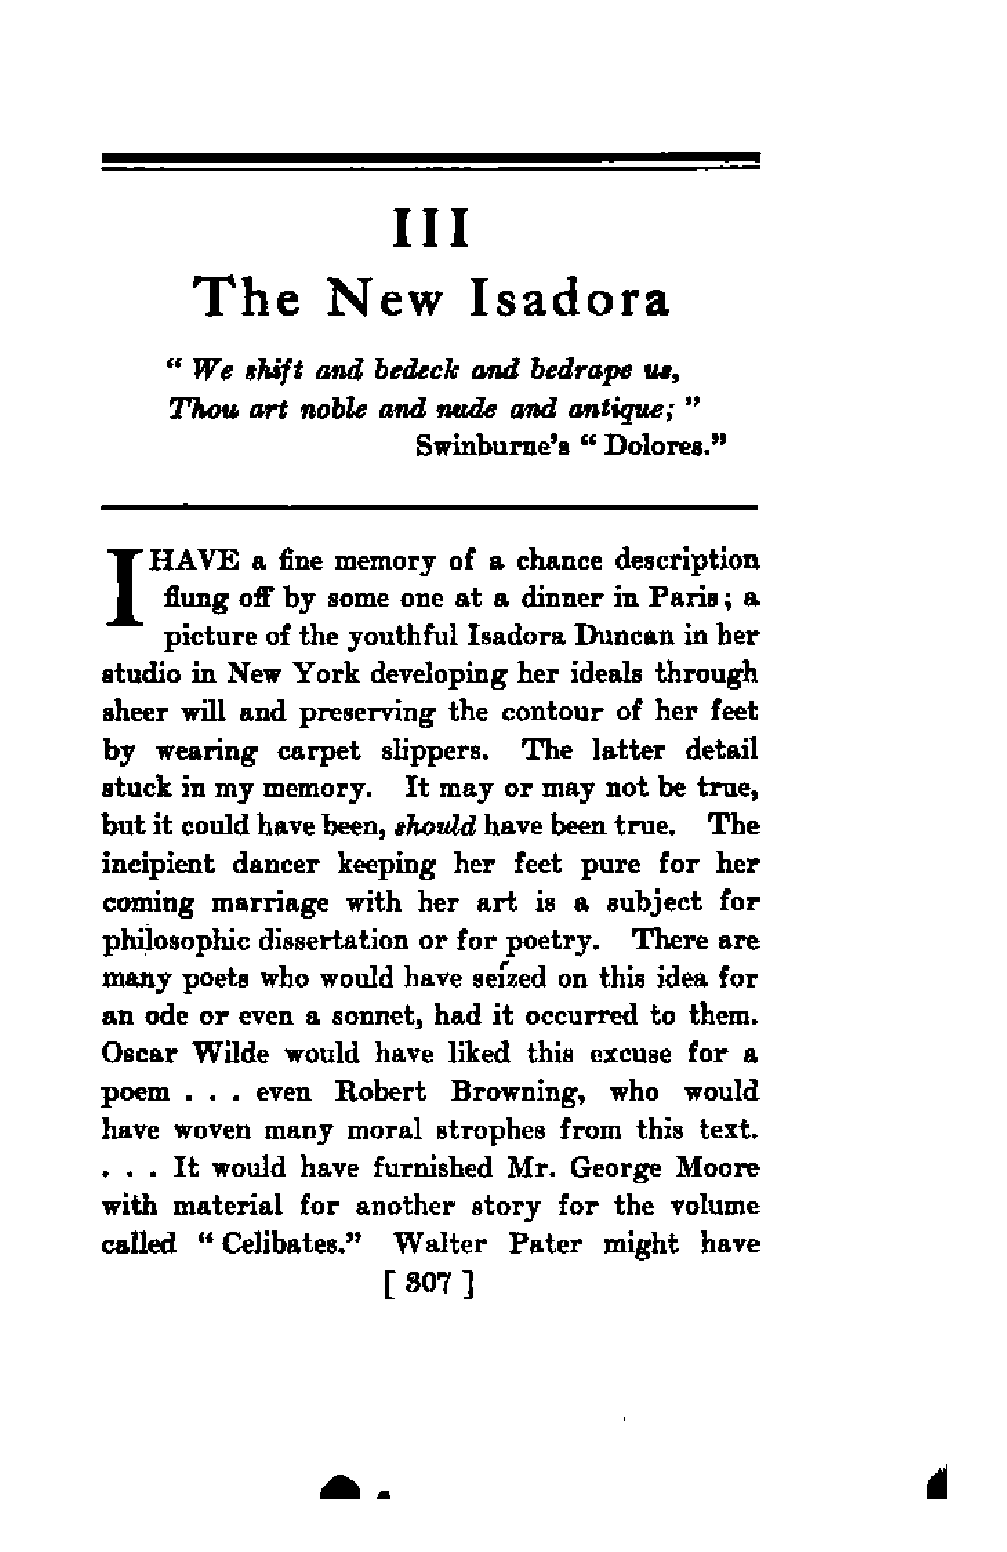 III
The New Isadora
“ We shift and bedeck and bedrape us,
Thou art noble and nude and antique; ”
Swinburne’s “ Dolores.”
I HAVE a fine memory of a chance description
flung off by some one at a dinner in Paris; a
picture of the youthful Isadora Duncan in her
studio in New York developing her ideals through
sheer will and preserving the contour of her feet
by wearing carpet slippers. The latter detail
stuck in my memory. It may or may not be true,
but it could have been, should have been true. The
incipient dancer keeping her feet pure for her
coming marriage with her art is a subject for
philosophic dissertation or for poetry. There are
many poets who would have seized on this idea for
an ode or even a sonnet, had it occurred to them.
Oscar Wilde would have liked this excuse for a
poem . . . even Robert Browning, who would
have woven many moral strophes from this text.
. . . It would have furnished Mr. George Moore
with material for another story for the volume
called “ Celibates.” Walter Pater might have
[ 307 ]